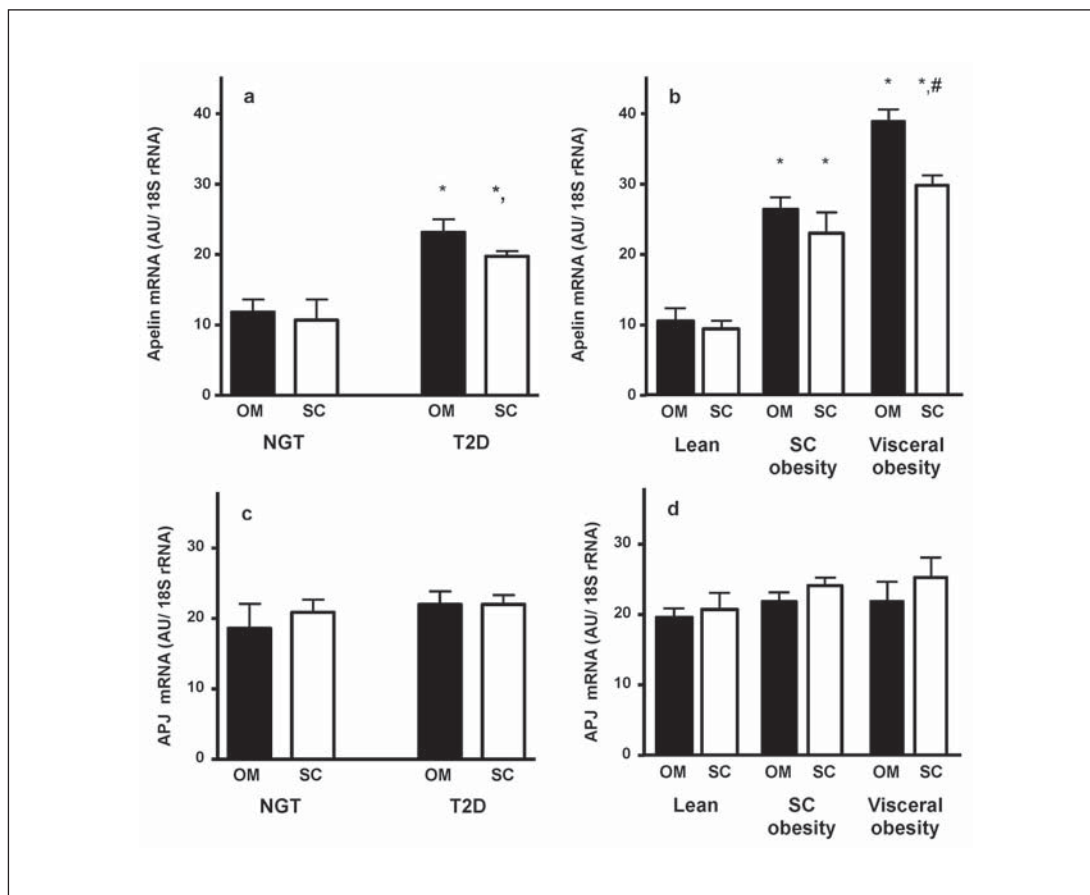 a
Apelin mRNA (AU/ 18S rRNA)
40
30
20
10
0
*
*,
OM SC OM SC
NGT T2D
b
Apelin mRNA (AU/ 18S rRNA)
40
30
20
10
0
* *
* *,#
OM SC OM SC OM SC
Lean SC obesity Visceral obesity
c
APJ mRNA (AU/ 18S rRNA)
30
20
10
0
OM SC OM SC
NGT T2D
d
APJ mRNA (AU/ 18S rRNA)
30
20
10
0
OM SC OM SC OM SC
Lean SC obesity Visceral obesity